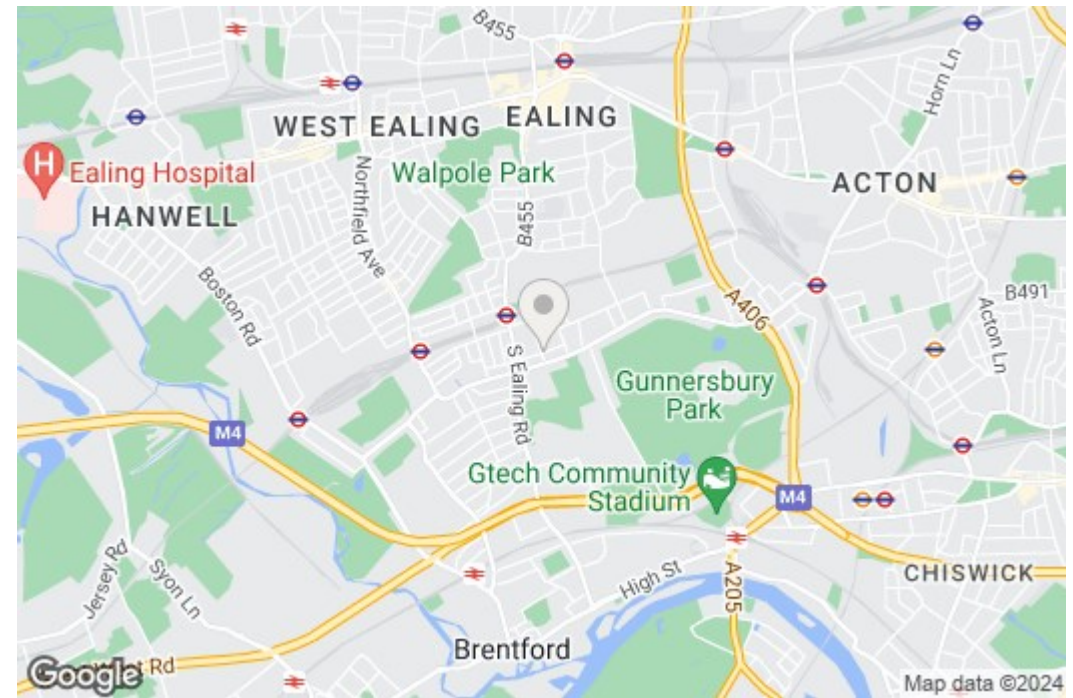 B455
Horn Ln
WEST EALING
EALING
H
Ealing Hospital
Walpole Park
ACTON
HANWELL
Northfield Ave
B455
Boston Rd
A406
B491
Acton Ln
S Ealing Rd
Gunnersbury
Park
M4
Gtech Community
Stadium
M4
Jersey Rd
Syon Ln
High St
A205
CHISWICK
Brentford
Rd
Google
Map data ©2024